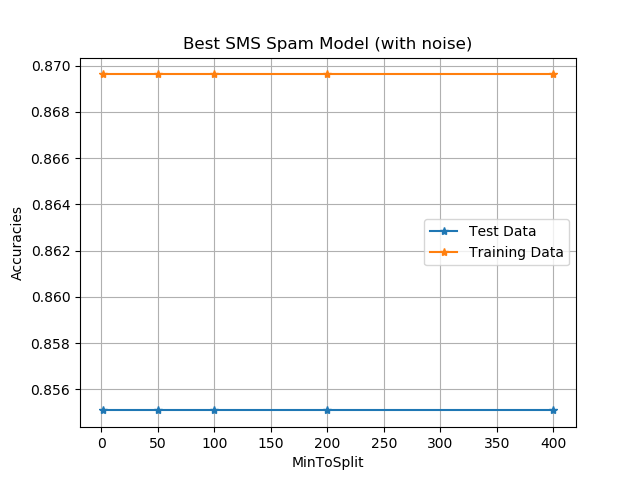 Best SMS Spam Model (with noise)
0.870
0.868
0.866
0.864
0.862
0.860
0.858
0.856
Accuracies
Test Data
Training Data
0 50 100 150 200 250 300 350 400
MinToSplit